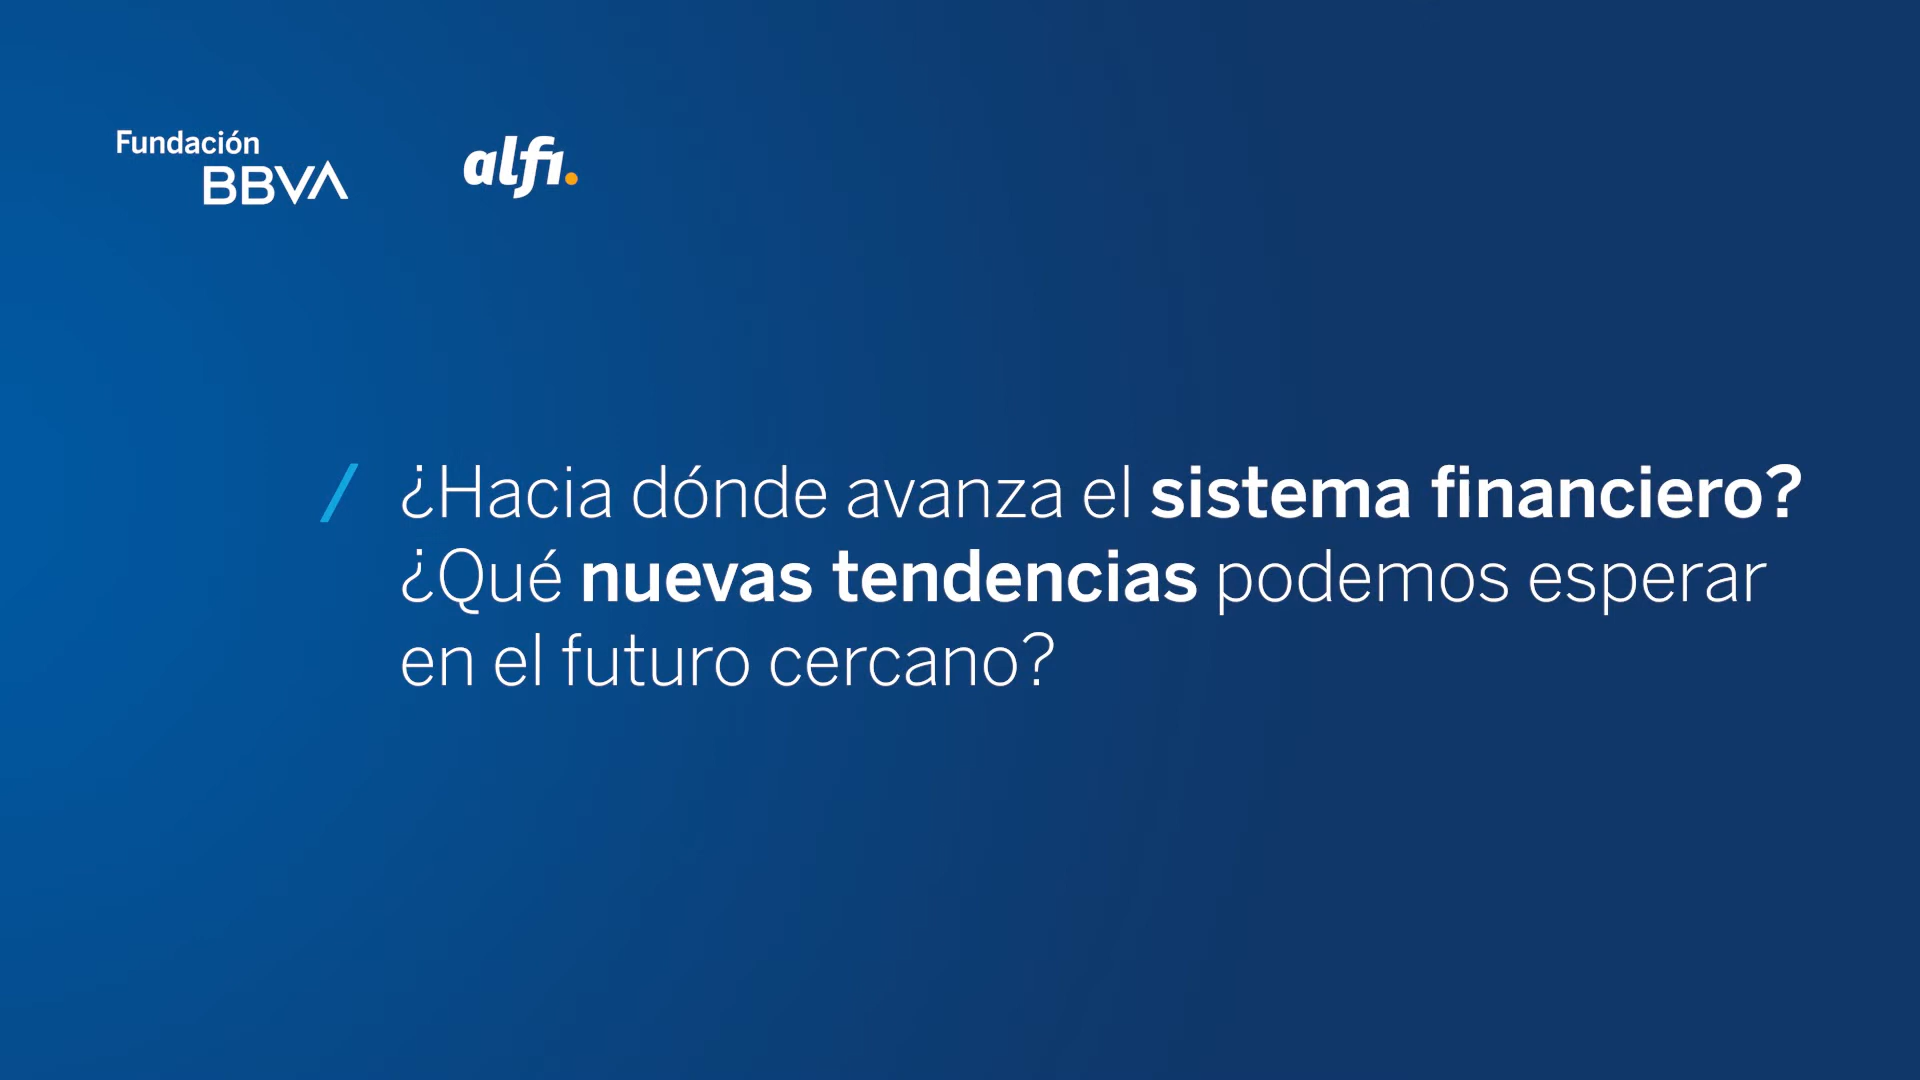 Fundación
BBVA
alfi.
/ ¿Hacia dónde avanza el sistema financiero?
¿Qué nuevas tendencias podemos esperar
en el futuro cercano?